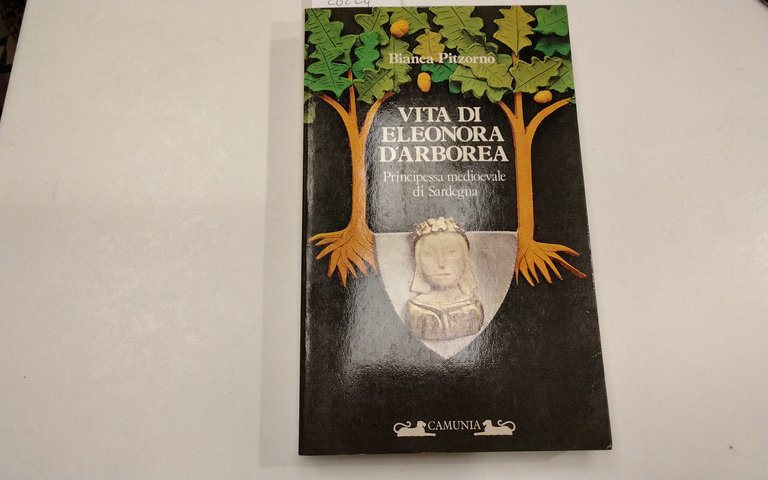 Bianca Pitzorno
VITA DI
ELEONORA
D'ARBOREA
Principessa medioevale
di Sardegna
CAMUNIA